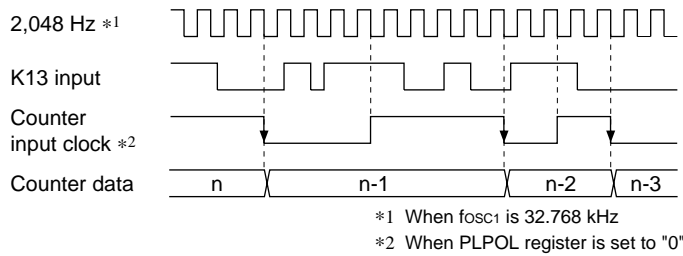 2,048 Hz *1
K13 input
Counter
input clock *2
Counter data
n
n-1
n-2
n-3
*1 When fOSC1 is 32.768 kHz
*2 When PLPOL register is set to "0"